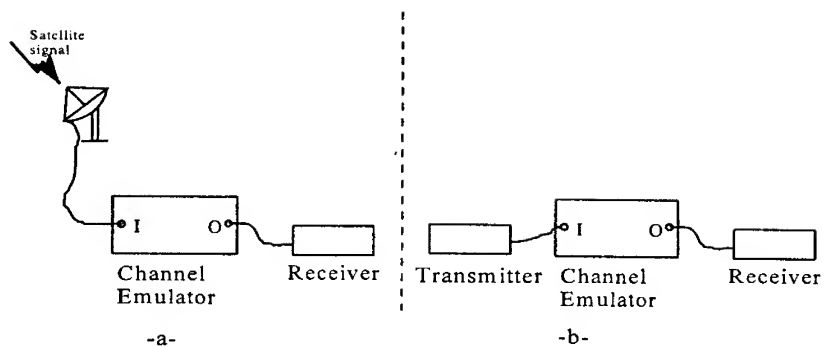 Satellite
signal
I
O
Channel
Emulator
Receiver
-a-
I
O
Transmitter
Channel
Emulator
Receiver
-b-